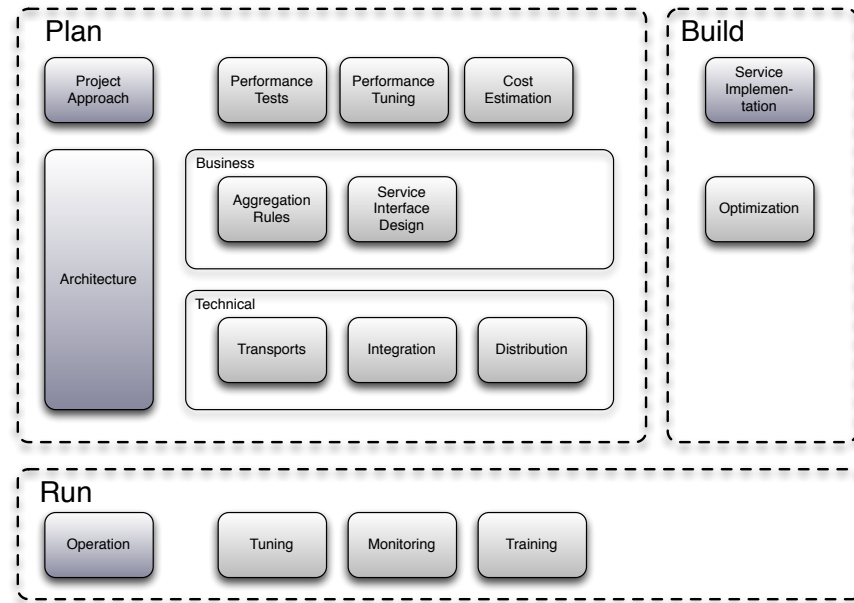 Plan
Project
Approach
Performance
Tests
Performance
Tuning
Cost
Estimation
Architecture
Business
Aggregation
Rules
Service
Interface
Design
Technical
Transports
Integration
Distribution
Build
Service
Implemen-
tation
Optimization
Run
Operation
Tuning
Monitoring
Training